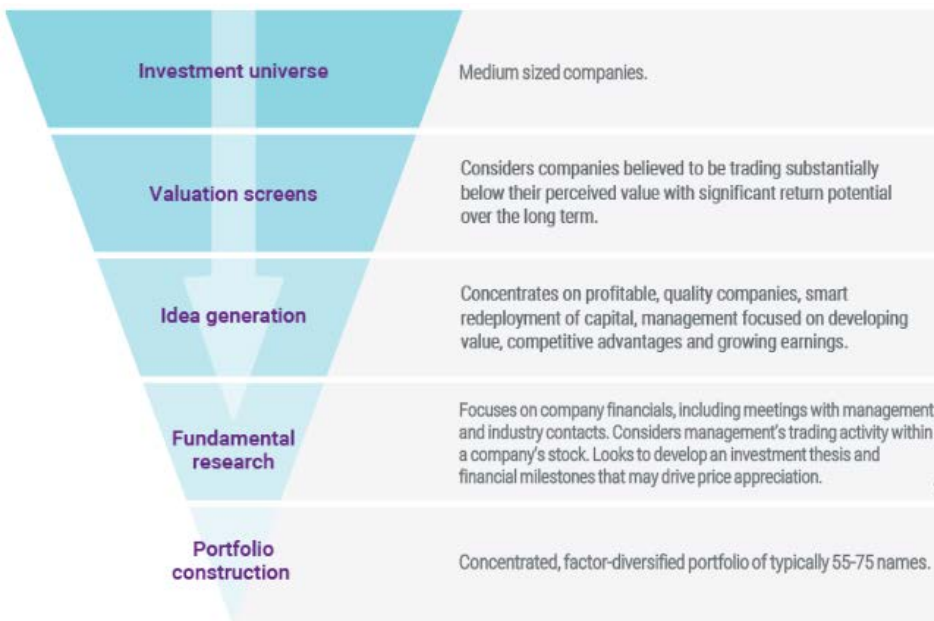 Investment universe
Medium sized companies.
Valuation screens
Considers companies believed to be trading substantially
below their perceived value with significant return potential
over the long term.
Idea generation
Concentrates on profitable, quality companies, smart
redeployment of capital, management focused on developing
value, competitive advantages and growing earnings.
Fundamental
research
Focuses on company financials, including meetings with management
and industry contacts. Considers management's trading activity within
a company's stock. Looks to develop an investment thesis and
financial milestones that may drive price appreciation.
Portfolio
construction
Concentrated, factor-diversified portfolio of typically 55-75 names.